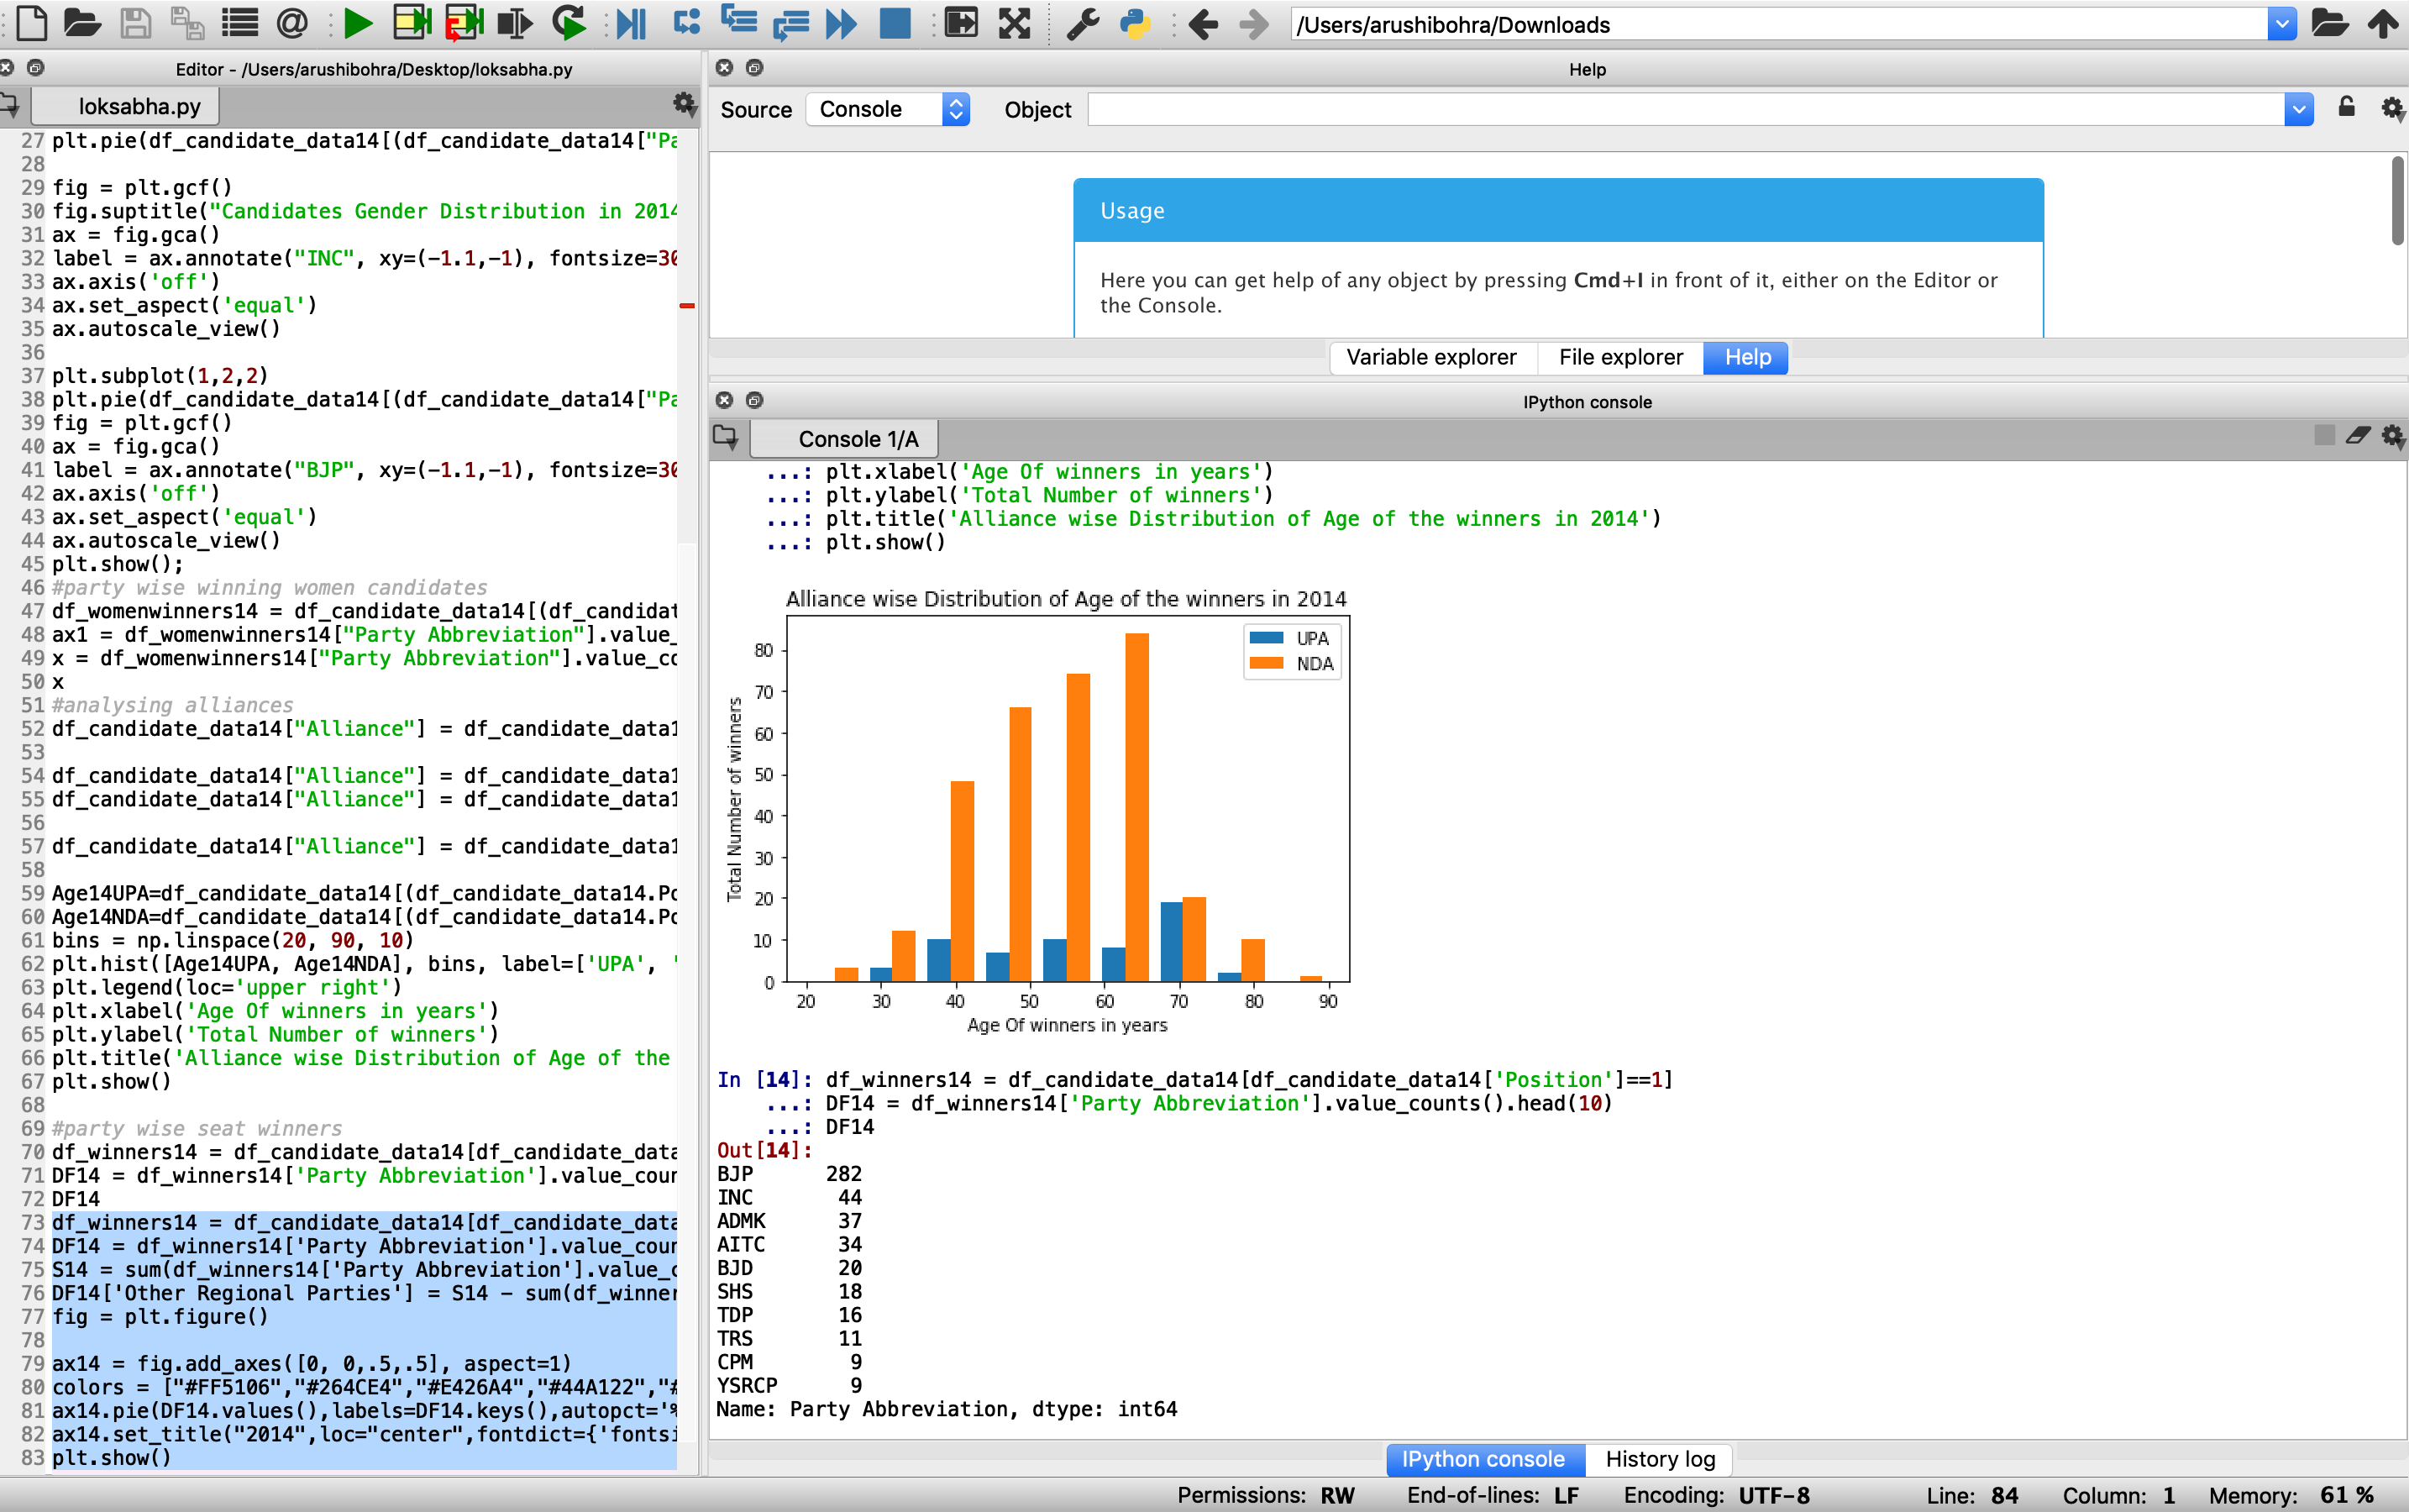 /Users/arushibohra/Downloads
Editor - /Users/arushibohra/Desktop/loksabha.py
loksabha.py
27 plt.pie(df_candidate_data14[(df_candidate_data14["Pa
28
29 fig = plt.gcf()
30 fig.suptitle("Candidates Gender Distribution in 2014
31 ax = fig.gca()
32 label = ax.annotate("INC", xy=(-1.1,-1), fontsize=30
33 ax.axis('off')
34 ax.set_aspect('equal')
35 ax.autoscale_view()
36
37 plt.subplot(1,2,2)
38 plt.pie(df_candidate_data14[(df_candidate_data14["Pa
39 fig = plt.gcf()
40 ax = fig.gca()
41 label = ax.annotate("BJP", xy=(-1.1,-1), fontsize=30
42 ax.axis('off')
43 ax.set_aspect('equal')
44 ax.autoscale_view()
45 plt.show();
46 #party wise winning women candidates
47 df_womenwinners14 = df_candidate_data14[(df_candidat
48 ax1 = df_womenwinners14["Party Abbreviation"].value_
49 x = df_womenwinners14["Party Abbreviation"].value_co
50 x
51 #analysing alliances
52 df_candidate_data14["Alliance"] = df_candidate_data1
53
54 df_candidate_data14["Alliance"] = df_candidate_data1
55 df_candidate_data14["Alliance"] = df_candidate_data1
56
57 df_candidate_data14["Alliance"] = df_candidate_data1
58
59 Age14UPA=df_candidate_data14[(df_candidate_data14.Po
60 Age14NDA=df_candidate_data14[(df_candidate_data14.Po
61 bins = np.linspace(20, 90, 10)
62 plt.hist([Age14UPA, Age14NDA], bins, label=['UPA', '
63 plt.legend(loc='upper right')
64 plt.xlabel('Age Of winners in years')
65 plt.ylabel('Total Number of winners')
66 plt.title('Alliance wise Distribution of Age of the
67 plt.show()
68
69 #party wise seat winners
70 df_winners14 = df_candidate_data14[df_candidate_data
71 DF14 = df_winners14['Party Abbreviation'].value_coun
72 DF14
73 df_winners14 = df_candidate_data14[df_candidate_data
74 DF14 = df_winners14['Party Abbreviation'].value_coun
75 S14 = sum(df_winners14['Party Abbreviation'].value_c
76 DF14['Other Regional Parties'] = S14 - sum(df_winner
77 fig = plt.figure()
78
79 ax14 = fig.add_axes([0, 0,.5,.5], aspect=1)
80 colors = ["#FF5106","#264CE4","#E426A4","#44A122","#
81 ax14.pie(DF14.values(),labels=DF14.keys(),autopct='%
82 ax14.set_title("2014",loc="center",fontdict={'fontsi
83 plt.show()
Help
Source Console Object
Usage
Here you can get help of any object by pressing Cmd+I in front of it, either on the Editor or
the Console.
Variable explorer File explorer Help
IPython console
Console 1/A
...: plt.xlabel('Age Of winners in years')
...: plt.ylabel('Total Number of winners')
...: plt.title('Alliance wise Distribution of Age of the winners in 2014')
...: plt.show()
Alliance wise Distribution of Age of the winners in 2014
UPA
NDA
Total Number of winners
80
70
60
50
40
30
20
10
0
20 30 40 50 60 70 80 90
Age Of winners in years
In [14]: df_winners14 = df_candidate_data14[df_candidate_data14['Position']==1]
...: DF14 = df_winners14['Party Abbreviation'].value_counts().head(10)
...: DF14
Out[14]:
BJP 282
INC 44
ADMK 37
AITC 34
BJD 20
SHS 18
TDP 16
TRS 11
CPM 9
YSRCP 9
Name: Party Abbreviation, dtype: int64
IPython console History log
Permissions: RW End-of-lines: LF Encoding: UTF-8 Line: 84 Column: 1 Memory: 61 %